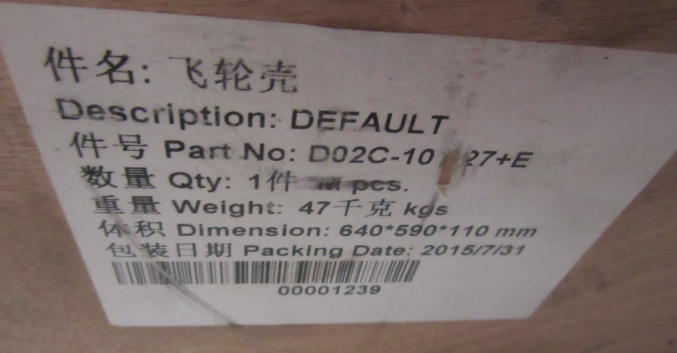 件名: 飞轮壳
Description: DEFAULT
件号 Part No:
数量 Qty: 1件 pcs.
重量 Weight: 47千克 kgs
体积 Dimension: 640*590*110 mm
包装日期 Packing Date: 2015/7/31
00001239